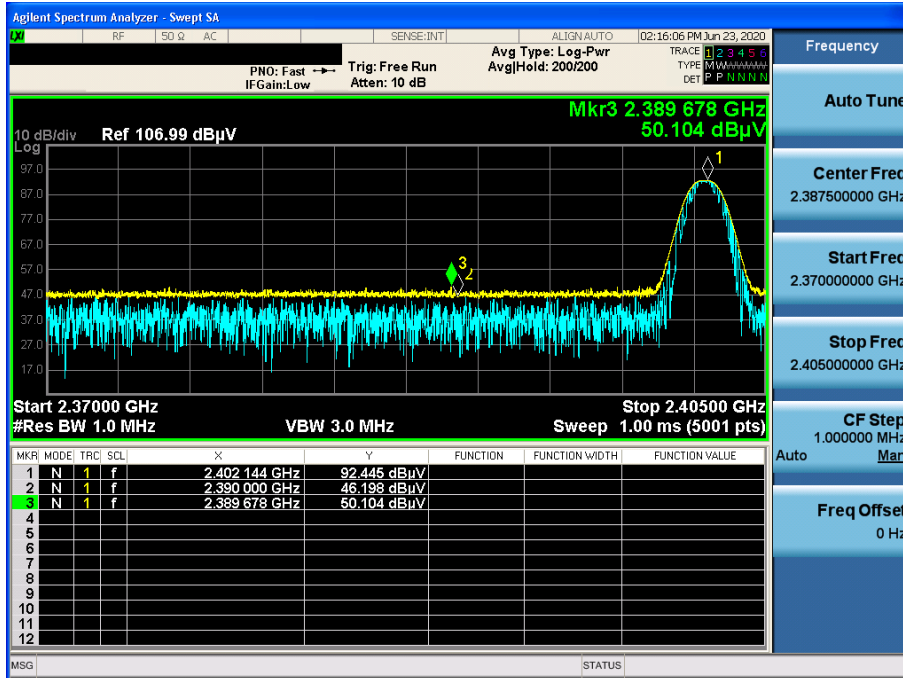 Agilent Spectrum Analyzer - Swept SA
LXI RF 50 Ω AC SENSE:INT ALIGN AUTO 02:16:06 PM Jun 23, 2020
PNO: Fast
IFGain:Low
Trig: Free Run
Atten: 10 dB
Avg Type: Log-Pwr
Avg|Hold: 200/200
TRACE 1 2 3 4 5 6
TYPE M W W W W W
DET P P N N N N
Mkr3 2.389 678 GHz
50.104 dBµV
10 dB/div Ref 106.99 dBµV
Log
97.0
87.0
77.0
67.0
57.0
47.0
37.0
27.0
17.0
1
3
2
Start 2.37000 GHz Stop 2.40500 GHz
#Res BW 1.0 MHz VBW 3.0 MHz Sweep 1.00 ms (5001 pts)
MKR MODE TRC SCL X Y FUNCTION FUNCTION WIDTH FUNCTION VALUE
1 N 1 f 2.402 144 GHz 92.445 dBµV
2 N 1 f 2.390 000 GHz 46.198 dBµV
3 N 1 f 2.389 678 GHz 50.104 dBµV
4
5
6
7
8
9
10
11
12
MSG STATUS
Frequency
Auto Tune
Center Freq
2.387500000 GHz
Start Freq
2.370000000 GHz
Stop Freq
2.405000000 GHz
CF Step
1.000000 MHz
Auto Man
Freq Offset
0 Hz